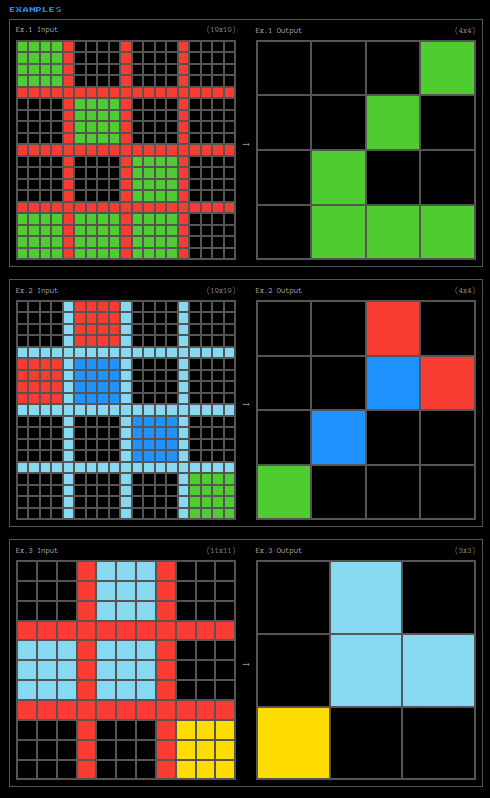 EXAMPLES
Ex.1 Input (19x19) Ex.1 Output (4x4)
→
Ex.2 Input (19x19) Ex.2 Output (4x4)
→
Ex.3 Input (11x11) Ex.3 Output (3x3)
→